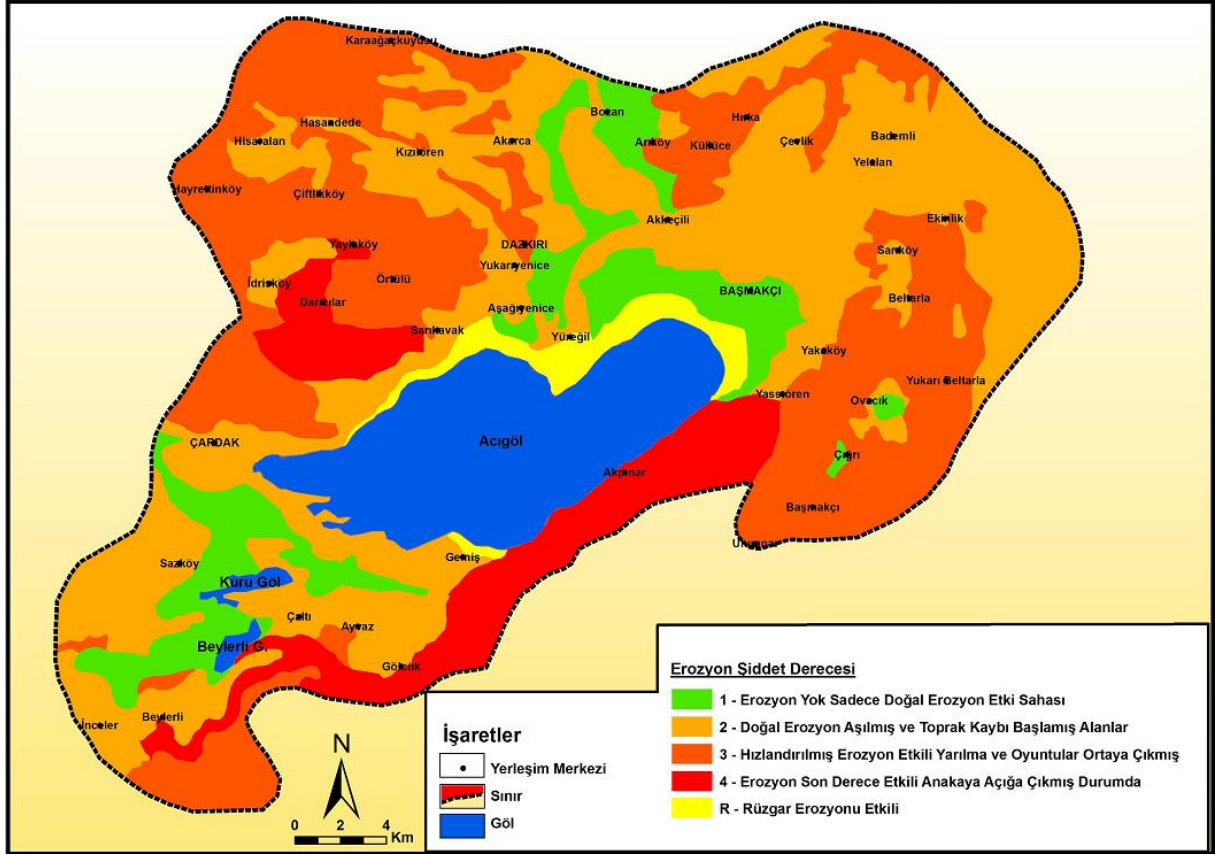 Karaağaçkuyusu
Bozan
Hasandede
Hırka
Hisaralan
Kızılören
Akarca
Arıköy
Külüce
Çevlik
Bademli
Yelalan
Hayrettinköy
Çiftlikköy
Akkeçili
Ekinlik
Yaylaköy
DAZKIRI
Sarıköy
Yukarıyenice
İdrisköy
Örtülü
BAŞMAKÇI
Darıcılar
Beltarla
Aşağıyenice
Sarıkavak
Yüreğil
Yakaköy
Yukarı Beltarla
Yassıören
Ovacık
ÇARDAK
Acıgöl
Çığrı
Akpınar
Başmakçı
Gemiş
Sazköy
Kuru Göl
Çaltı
Ayvaz
Beylerli G.
Gölcük
İnceler
Beylerli
N
0 2 4
Km
İşaretler
Yerleşim Merkezi
Sınır
Göl
Erozyon Şiddet Derecesi
1 - Erozyon Yok Sadece Doğal Erozyon Etki Sahası
2 - Doğal Erozyon Aşılmış ve Toprak Kaybı Başlamış Alanlar
3 - Hızlandırılmış Erozyon Etkili Yarılma ve Oyuntular Ortaya Çıkmış
4 - Erozyon Son Derece Etkili Anakaya Açığa Çıkmış Durumda
R - Rüzgar Erozyonu Etkili